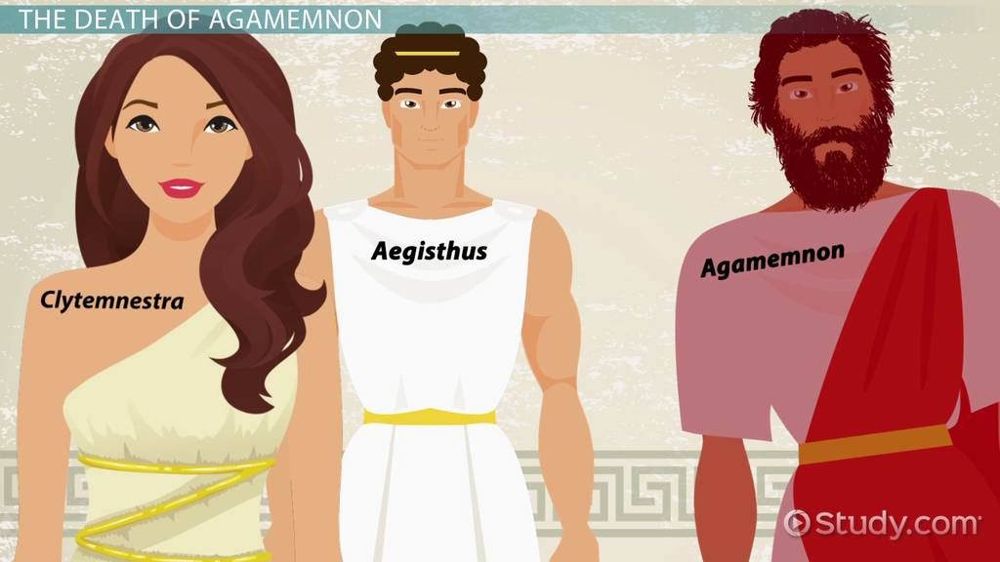 THE DEATH OF AGAMEMNON
Clytemnestra
Aegisthus
Agamemnon
Study.com